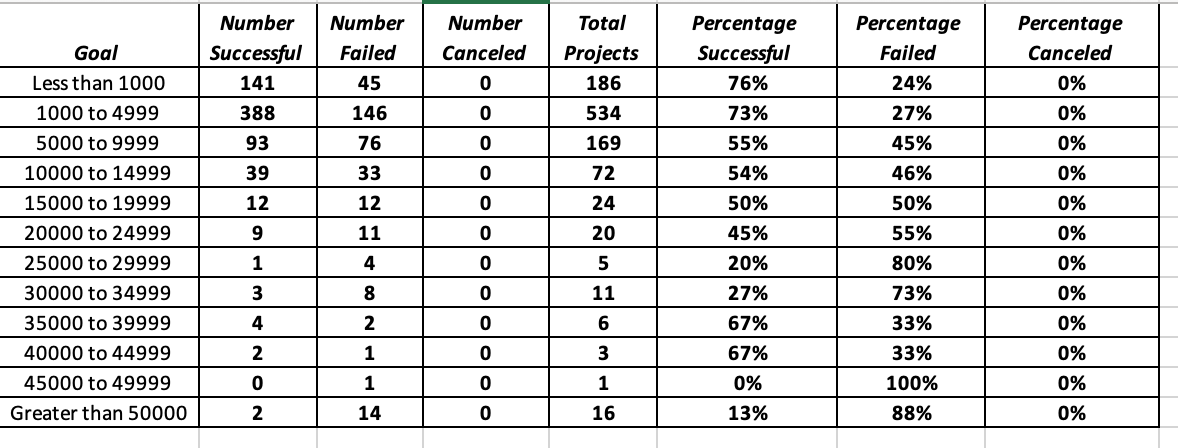 Goal Number Successful Number Failed Number Canceled Total Projects Percentage Successful Percentage Failed Percentage Canceled
Less than 1000 141 45 0 186 76% 24% 0%
1000 to 4999 388 146 0 534 73% 27% 0%
5000 to 9999 93 76 0 169 55% 45% 0%
10000 to 14999 39 33 0 72 54% 46% 0%
15000 to 19999 12 12 0 24 50% 50% 0%
20000 to 24999 9 11 0 20 45% 55% 0%
25000 to 29999 1 4 0 5 20% 80% 0%
30000 to 34999 3 8 0 11 27% 73% 0%
35000 to 39999 4 2 0 6 67% 33% 0%
40000 to 44999 2 1 0 3 67% 33% 0%
45000 to 49999 0 1 0 1 0% 100% 0%
Greater than 50000 2 14 0 16 13% 88% 0%